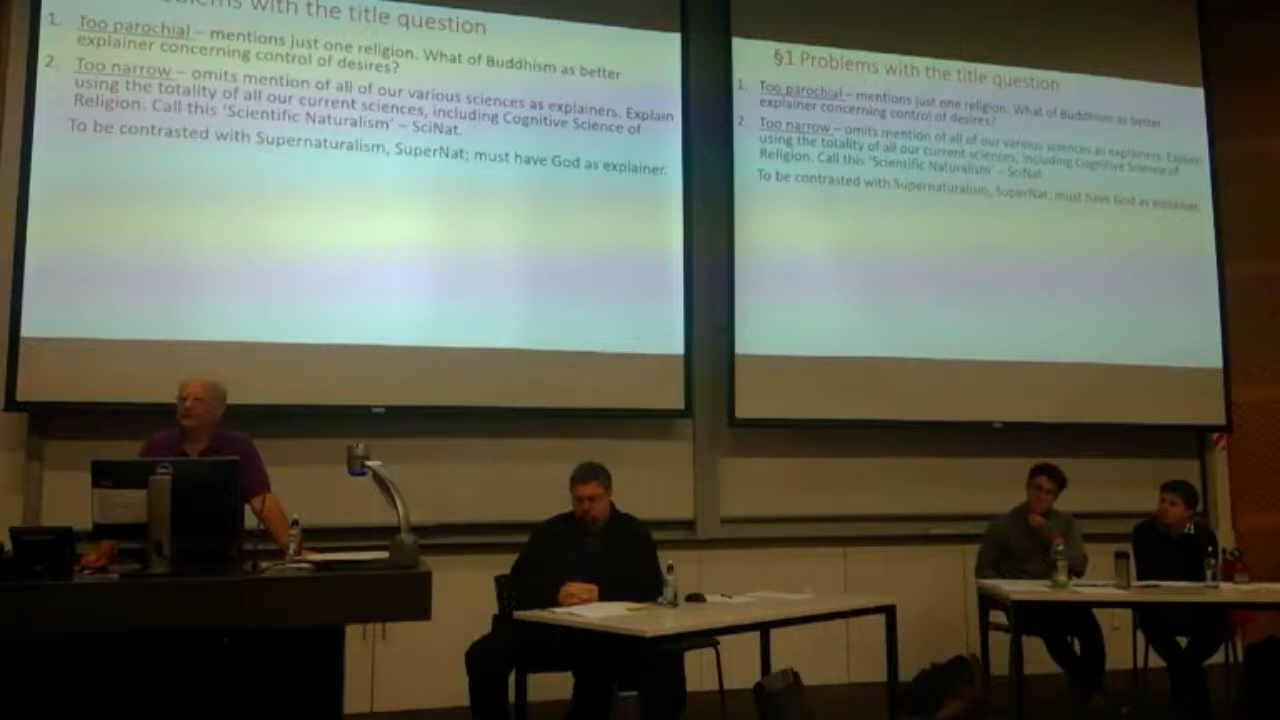 blems with the title question
1. Too parochial – mentions just one religion. What of Buddhism as better
explainer concerning control of desires?
2. Too narrow – omits mention of all of our various sciences as explainers. Explain
using the totality of all our current sciences, including Cognitive Science of
Religion. Call this 'Scientific Naturalism' – SciNat.
To be contrasted with Supernaturalism, SuperNat; must have God as explainer.
§1 Problems with the title question
1. Too parochial – mentions just one religion. What of Buddhism as better
explainer concerning control of desires?
2. Too narrow – omits mention of all of our various sciences as explainers. Explain
using the totality of all our current sciences, including Cognitive Science of
Religion. Call this 'Scientific Naturalism' – SciNat.
To be contrasted with Supernaturalism, SuperNat; must have God as explainer.